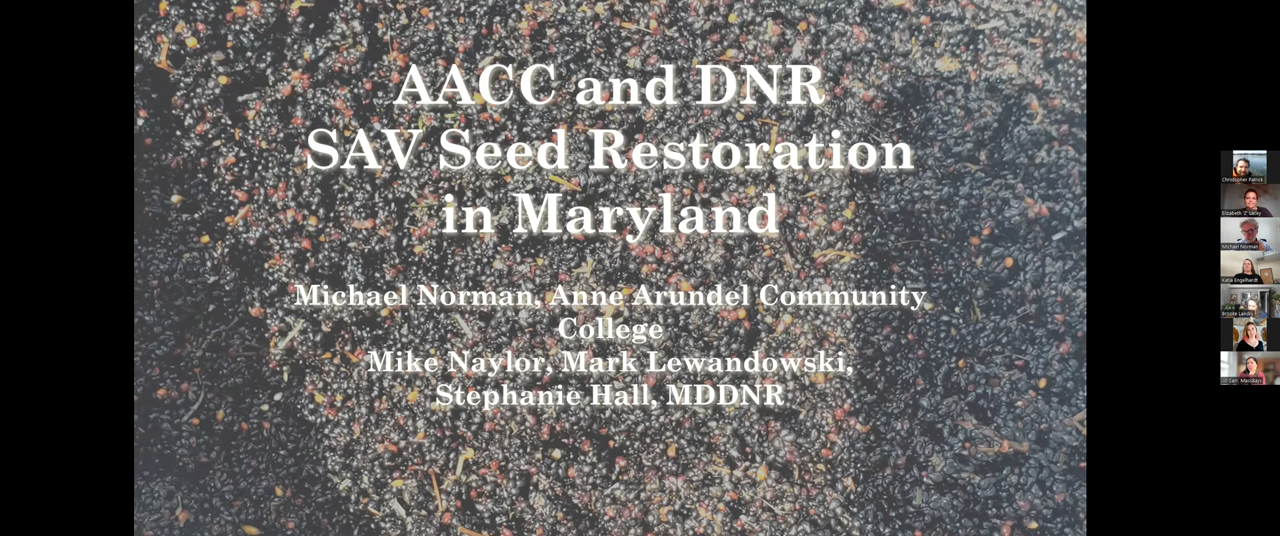 AACC and DNR
SAV Seed Restoration
in Maryland
Michael Norman, Anne Arundel Community
College
Mike Naylor, Mark Lewandowski,
Stephanie Hall, MDDNR
Christopher Patrick
Elizabeth 'Z' Lacey
Michael Norman
Katia Engelhardt
Brooke Landry